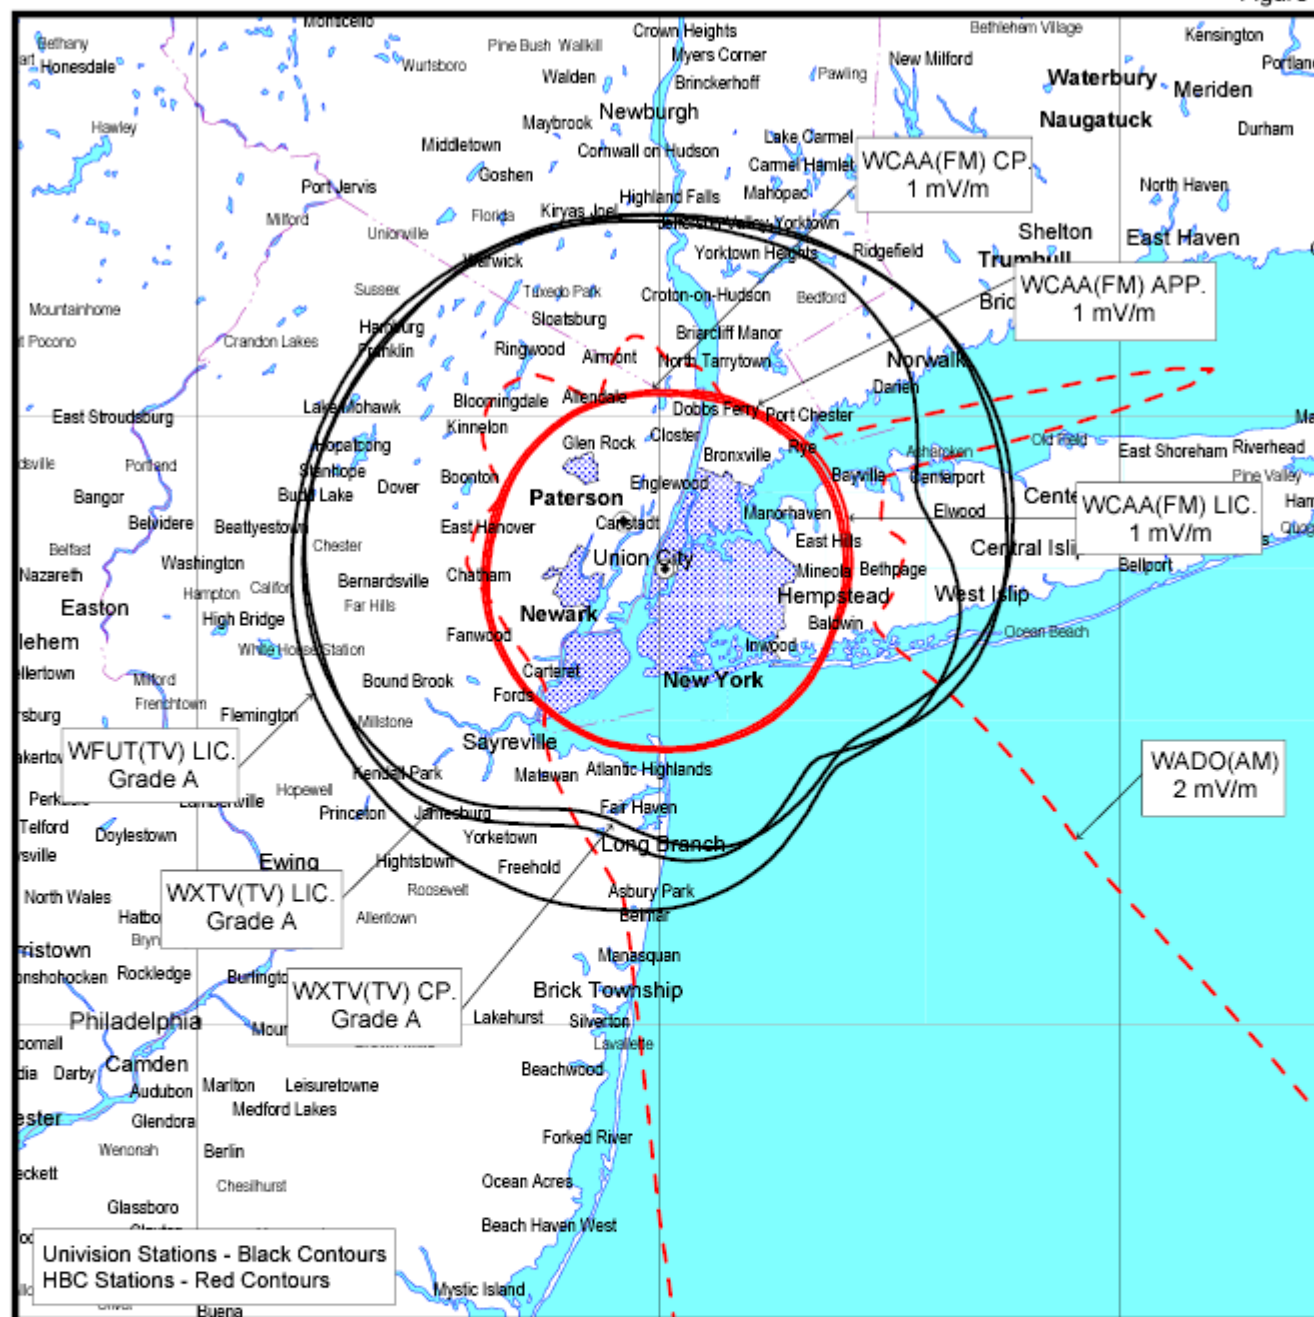 Figure
Monticello
Crown Heights
Bethlehem Village
Kensington
Bethany
Pine Bush Wallkill
Myers Corner
New Milford
Honesdale
Wurtsboro
Walden
Brinckerhoff
Pawling
Waterbury
Meriden
Newburgh
Naugatuck
Hawley
Maybrook
Lake Carmel
Durham
Middletown
Cornwall on Hudson
Carmel Hamlet
WCAA(FM) CP.
1 mV/m
Goshen
Port Jervis
Highland Falls
Mahopac
North Haven
Milford
Florida
Kiryas Joel
Jefferson Valley-Yorktown
Shelton
East Haven
Unionville
Yorktown Heights
Ridgefield
Trumbull
Warwick
WCAA(FM) APP.
1 mV/m
Sussex
Tuxedo Park
Croton-on-Hudson
Bedford
Mountainhome
Sloatsburg
Hamburg
Briarcliff Manor
Crandon Lakes
Franklin
Ringwood
Airmont
North Tarrytown
Norwalk
Darien
East Stroudsburg
Lake Mohawk
Bloomingdale
Allendale
Dobbs Ferry
Port Chester
Kinnelon
Closter
Hopatcong
Glen Rock
Rye
Old Field
East Shoreham
Riverhead
Portland
Stanhope
Bronxville
Asharoken
Bangor
Budd Lake
Dover
Boonton
Paterson
Englewood
Bayville
Centerport
Pine Valley
Belvidere
Beattyestown
East Hanover
Carlstadt
Manorhaven
Elwood
WCAA(FM) LIC.
1 mV/m
Belfast
Chester
East Hills
Central Islip
Nazareth
Washington
Union City
Bellport
Hampton
Califon
Bernardsville
Chatham
Mineola
Bethpage
Easton
Far Hills
Newark
Hempstead
West Islip
High Bridge
Baldwin
Ocean Beach
White House Station
Fanwood
Inwood
Milford
Bound Brook
Carteret
New York
Frenchtown
Flemington
Fords
Millstone
Sayreville
WFUT(TV) LIC.
Grade A
WADO(AM)
2 mV/m
Kendall Park
Matawan
Atlantic Highlands
Hopewell
Lambertville
Princeton
Jamesburg
Fair Haven
Telford
Doylestown
Yorketown
Long Branch
Ewing
Hightstown
Freehold
North Wales
Roosevelt
Asbury Park
WXTV(TV) LIC.
Grade A
Allentown
Belmar
Rockledge
Manasquan
WXTV(TV) CP.
Grade A
Brick Township
Philadelphia
Lakehurst
Silverton
Lavallette
Camden
Darby
Beachwood
Audubon
Marlton
Leisuretowne
Medford Lakes
Glendora
Forked River
Wenonah
Berlin
Chesilhurst
Ocean Acres
Glassboro
Beach Haven West
Univision Stations - Black Contours
HBC Stations - Red Contours
Mystic Island
Buena